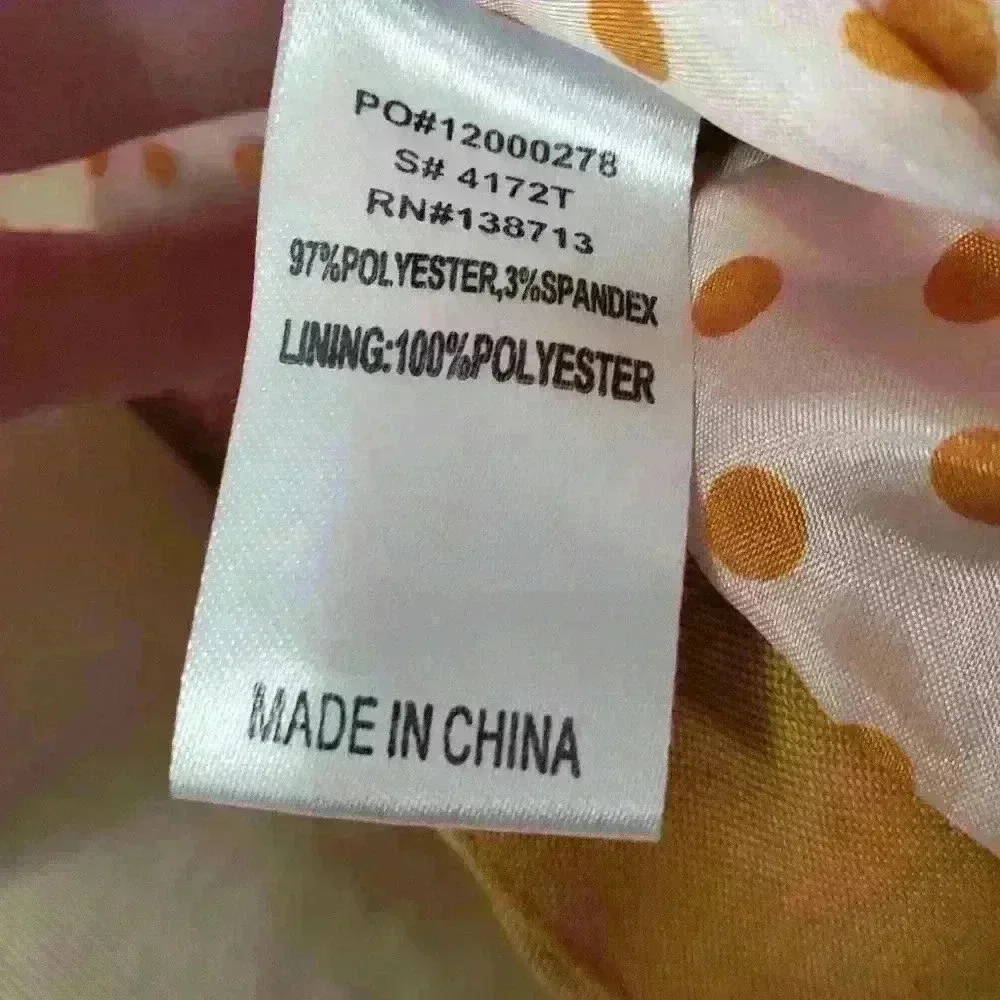 PO#12000278
S# 4172T
RN#138713
97%POLYESTER,3%SPANDEX
LINING:100%POLYESTER
MADE IN CHINA